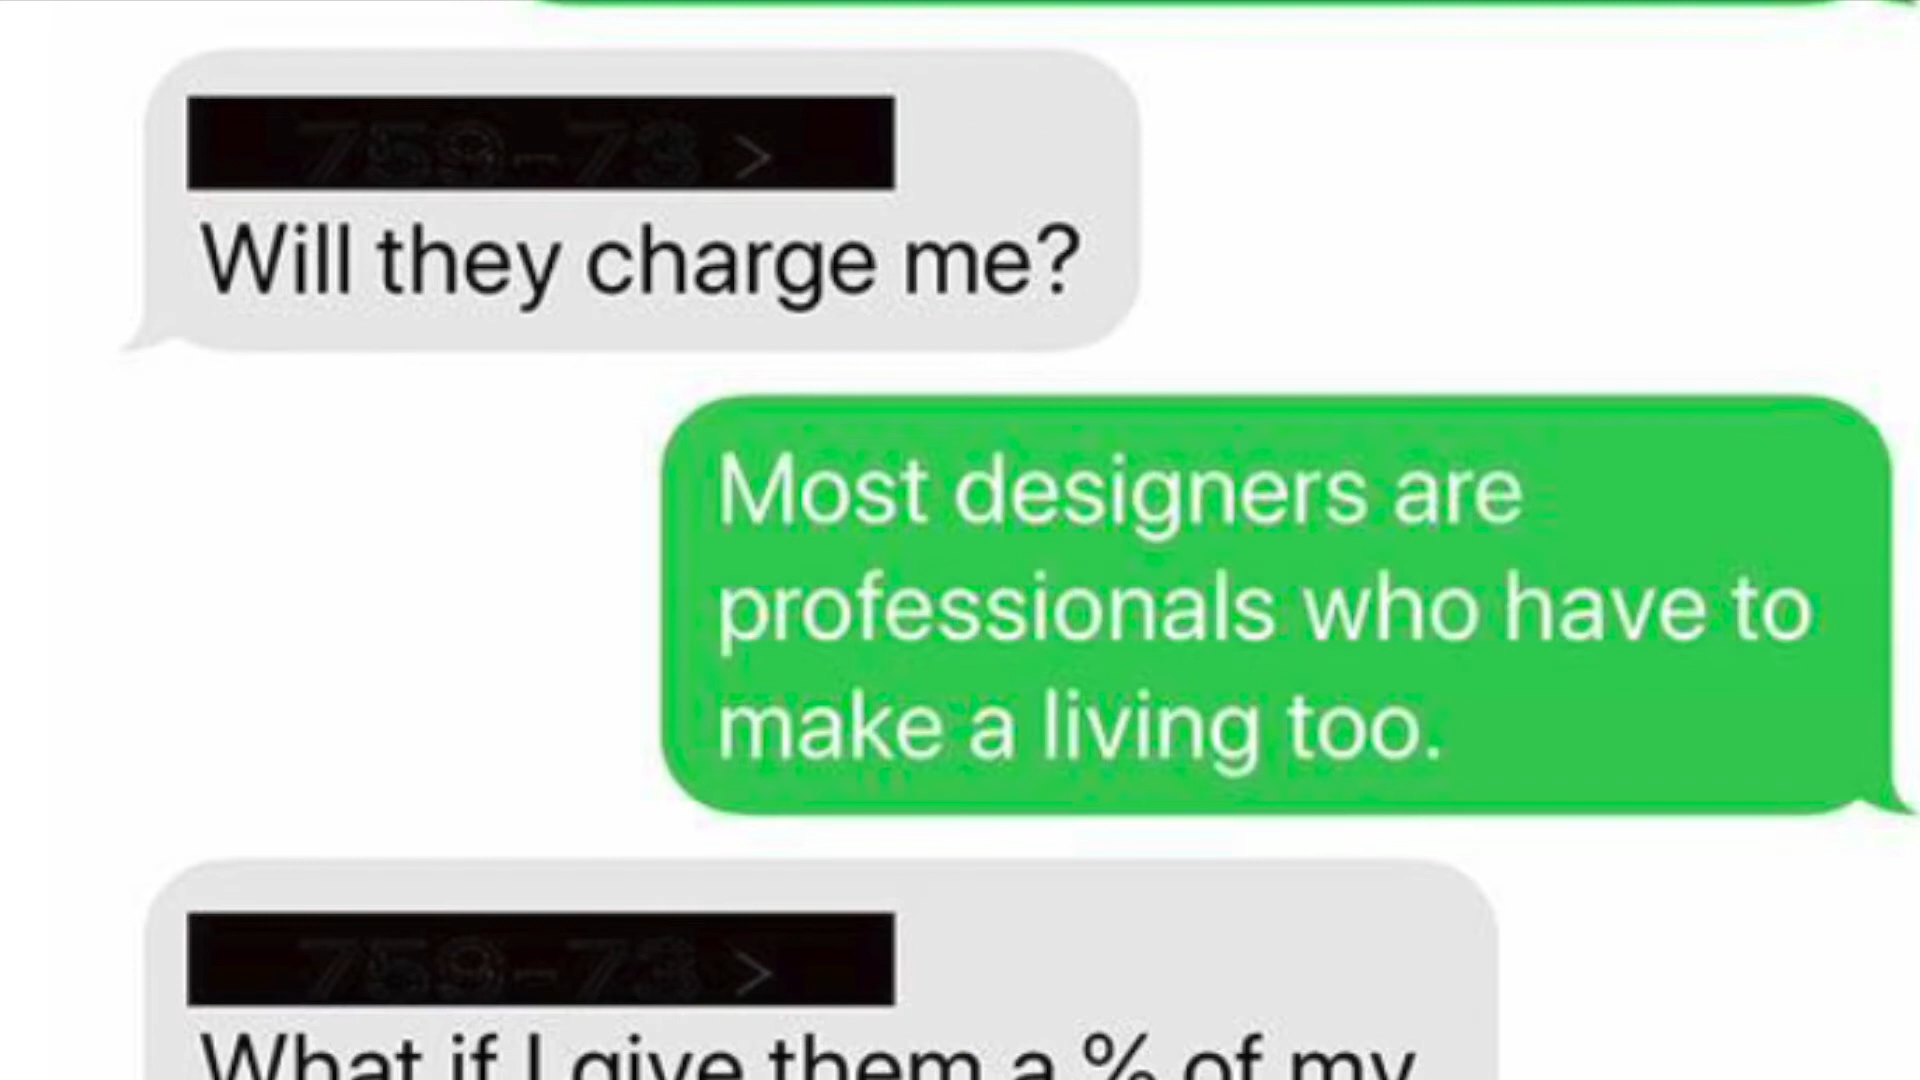 Will they charge me?
Most designers are
professionals who have to
make a living too.
What if I give them a % of my